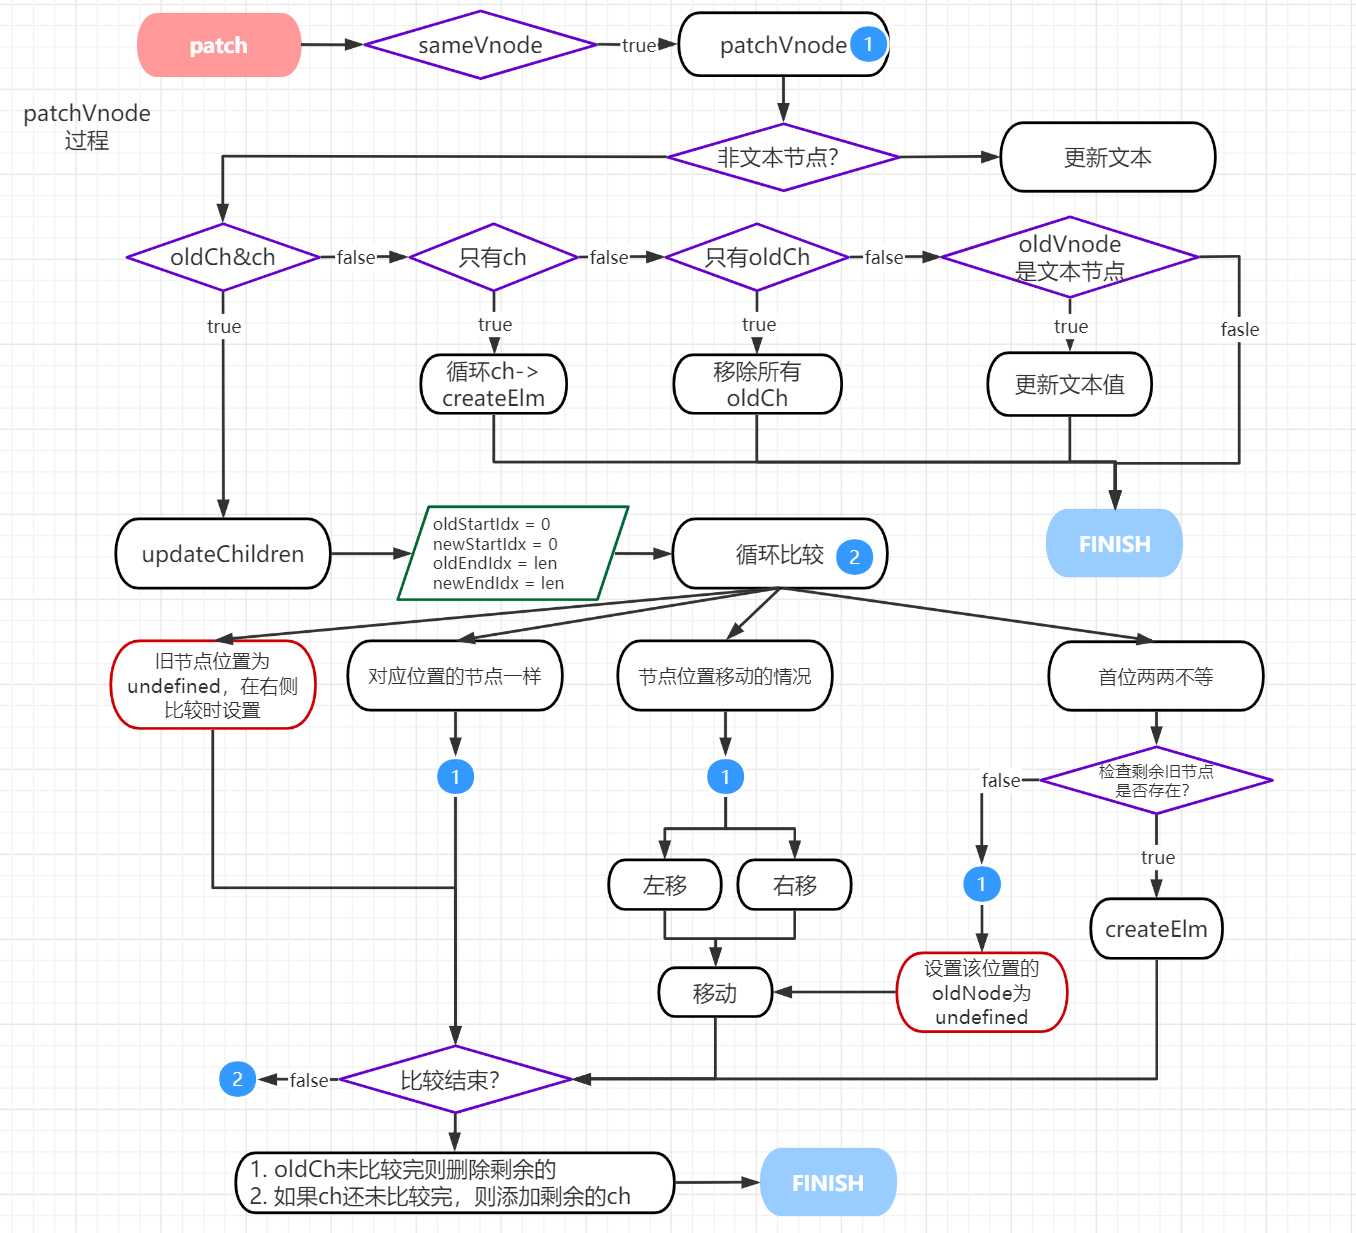 patch
sameVnode
true
patchVnode
1
patchVnode
过程
非文本节点?
更新文本
oldCh&ch
false
只有ch
false
只有oldCh
false
oldVnode
是文本节点
true
true
true
true
fasle
循环ch->
createElm
移除所有
oldCh
更新文本值
updateChildren
oldStartIdx = 0
newStartIdx = 0
oldEndIdx = len
newEndIdx = len
循环比较
2
FINISH
旧节点位置为
undefined，在右侧
比较时设置
对应位置的节点一样
节点位置移动的情况
首位两两不等
1
1
false
检查剩余旧节点
是否存在?
true
左移
右移
1
createElm
移动
设置该位置的
oldNode为
undefined
2
false
比较结束?
1. oldCh未比较完则删除剩余的
2. 如果ch还未比较完，则添加剩余的ch
FINISH